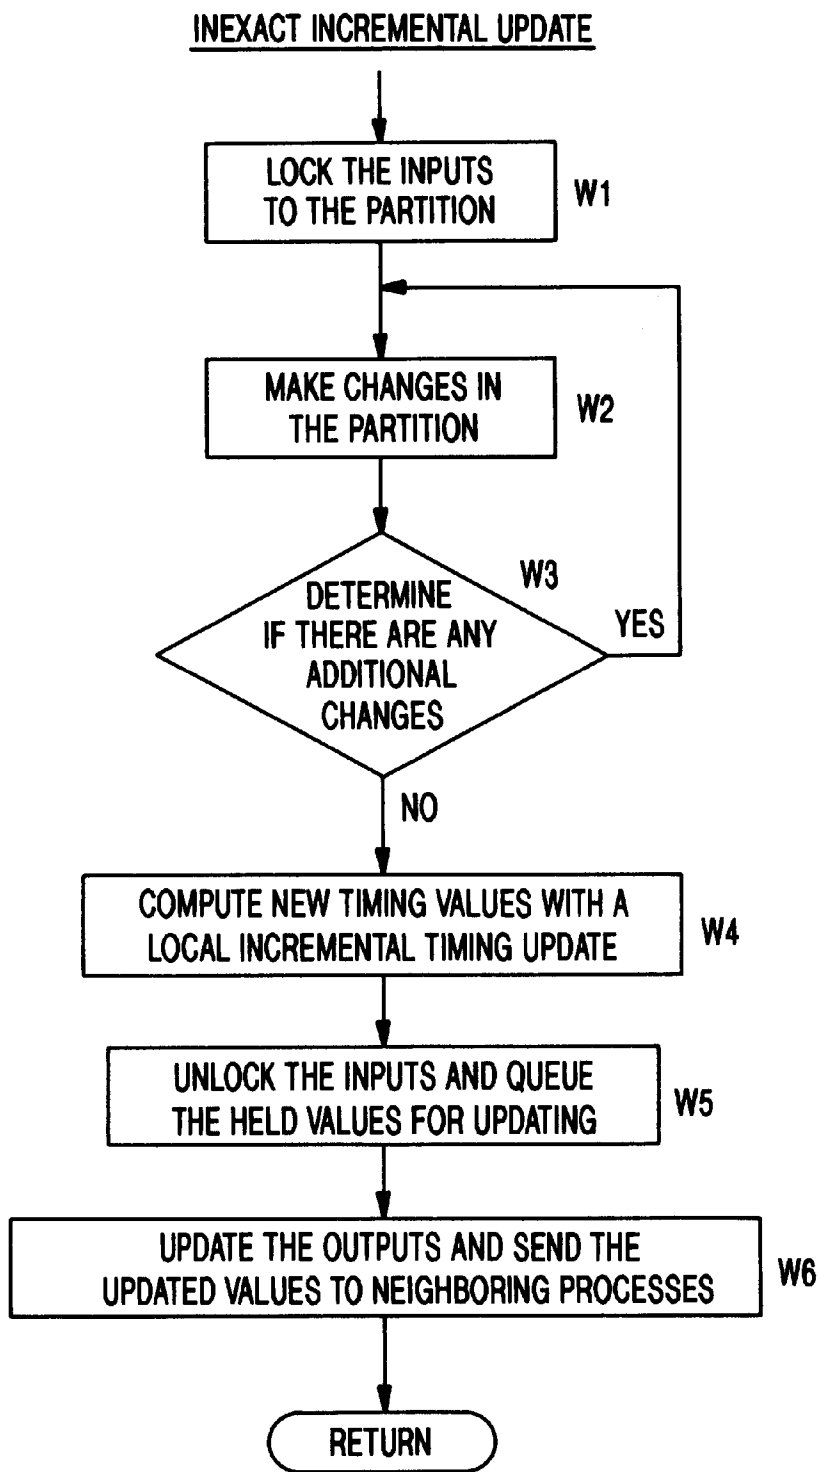 INEXACT INCREMENTAL UPDATE
LOCK THE INPUTS
TO THE PARTITION
W1
MAKE CHANGES IN
THE PARTITION
W2
W3
DETERMINE
IF THERE ARE ANY
ADDITIONAL
CHANGES
YES
NO
COMPUTE NEW TIMING VALUES WITH A
LOCAL INCREMENTAL TIMING UPDATE
W4
UNLOCK THE INPUTS AND QUEUE
THE HELD VALUES FOR UPDATING
W5
UPDATE THE OUTPUTS AND SEND THE
UPDATED VALUES TO NEIGHBORING PROCESSES
W6
RETURN